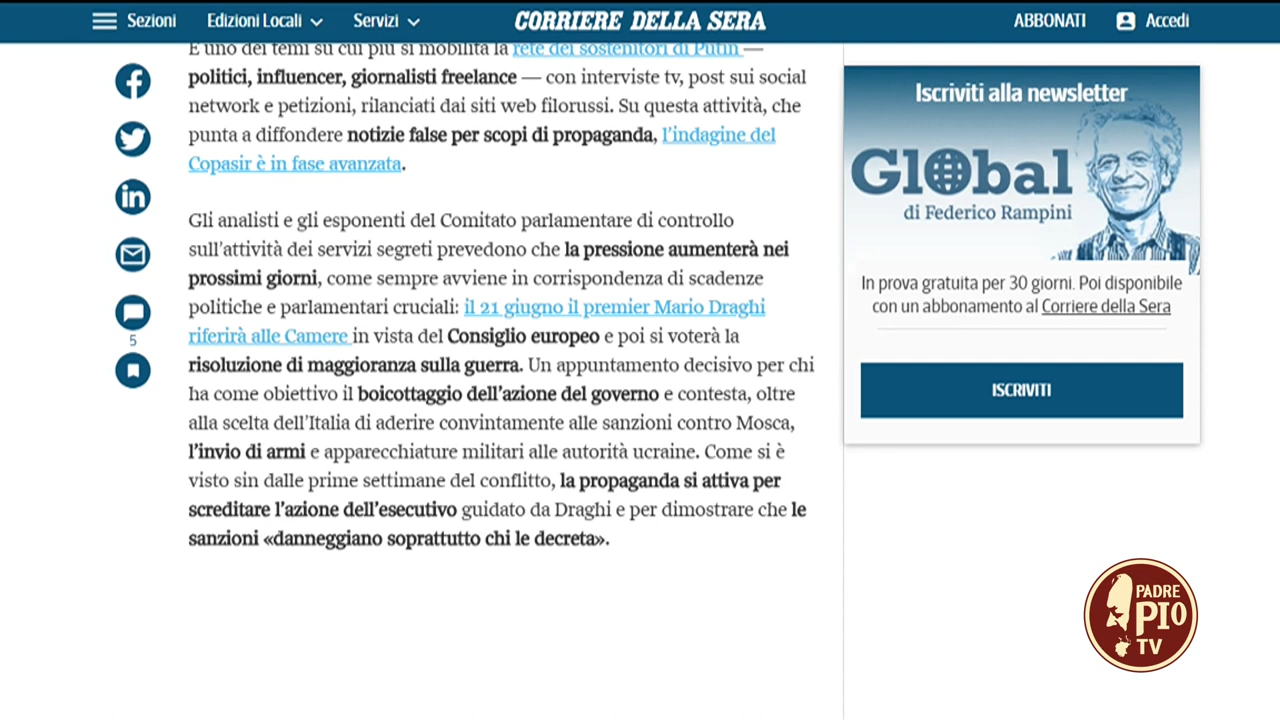 Sezioni
Edizioni Locali
Servizi
CORRIERE DELLA SERA
ABBONATI
Accedi
È uno dei temi su cui più si mobilita la rete dei sostenitori di Putin —
politici, influencer, giornalisti freelance — con interviste tv, post sui social
network e petizioni, rilanciati dai siti web filorussi. Su questa attività, che
punta a diffondere notizie false per scopi di propaganda, l'indagine del
Copasir è in fase avanzata.
Gli analisti e gli esponenti del Comitato parlamentare di controllo
sull'attività dei servizi segreti prevedono che la pressione aumenterà nei
prossimi giorni, come sempre avviene in corrispondenza di scadenze
politiche e parlamentari cruciali: il 21 giugno il premier Mario Draghi
riferirà alle Camere in vista del Consiglio europeo e poi si voterà la
risoluzione di maggioranza sulla guerra. Un appuntamento decisivo per chi
ha come obiettivo il boicottaggio dell'azione del governo e contesta, oltre
alla scelta dell'Italia di aderire convintamente alle sanzioni contro Mosca,
l'invio di armi e apparecchiature militari alle autorità ucraine. Come si è
visto sin dalle prime settimane del conflitto, la propaganda si attiva per
screditare l'azione dell'esecutivo guidato da Draghi e per dimostrare che le
sanzioni «danneggiano soprattutto chi le decreta».
5
Iscriviti alla newsletter
Global
di Federico Rampini
In prova gratuita per 30 giorni. Poi disponibile
con un abbonamento al Corriere della Sera
ISCRIVITI
PADRE
PIO
TV